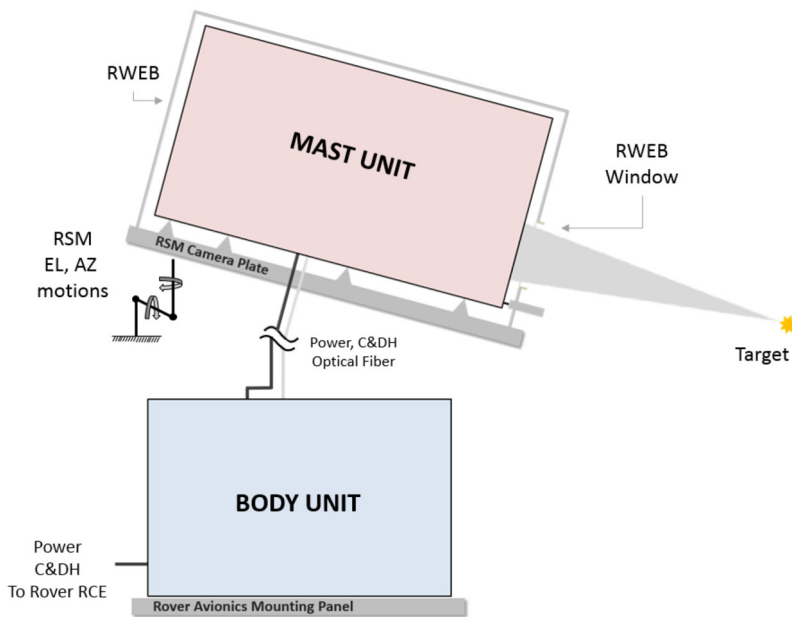 RWEB
MAST UNIT
RWEB
Window
RSM
EL, AZ
motions
RSM Camera Plate
Power, C&DH
Optical Fiber
Target
BODY UNIT
Power
C&DH
To Rover RCE
Rover Avionics Mounting Panel